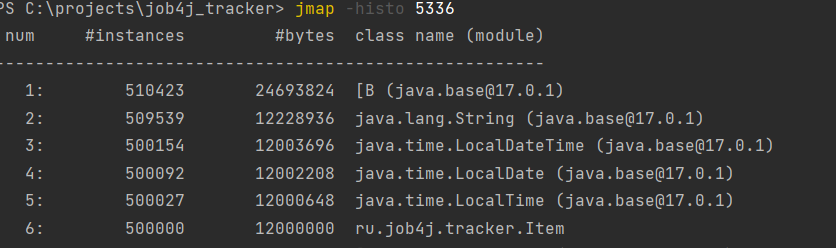 PS C:\projects\job4j_tracker> jmap -histo 5336
num #instances #bytes class name (module)
-------------------------------------------------------
1: 510423 24693824 [B (java.base@17.0.1)
2: 509539 12228936 java.lang.String (java.base@17.0.1)
3: 500154 12003696 java.time.LocalDateTime (java.base@17.0.1)
4: 500092 12002208 java.time.LocalDate (java.base@17.0.1)
5: 500027 12000648 java.time.LocalTime (java.base@17.0.1)
6: 500000 12000000 ru.job4j.tracker.Item